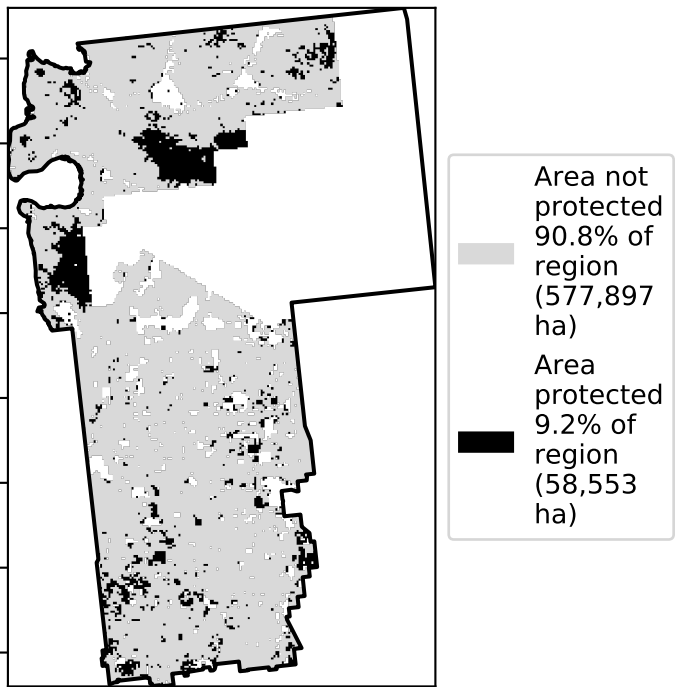 Area not
protected
90.8% of
region
(577,897
ha)
Area
protected
9.2% of
region
(58,553
ha)